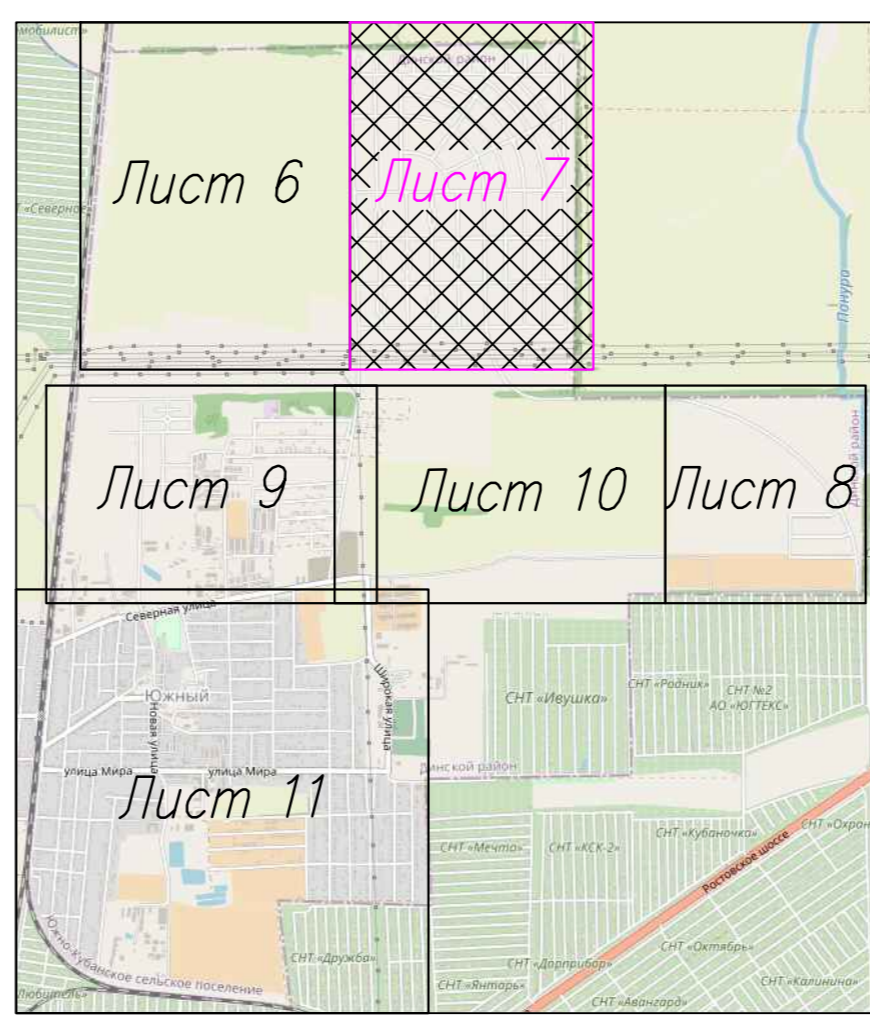 мобилист»
Динской район
Лист 6
Лист 7
Т «Северное»
Понура
Динской район
Лист 9
Лист 10
Лист 8
Северная улица
Южный
Новая улица
Широкая улица
СНТ «Ивушка»
СНТ «Родник»
СНТ №2
АО «ЮГТЕКС»
улица Мира
улица Мира
Динской район
Лист 11
СНТ «Мечта»
СНТ «КСК-2»
СНТ «Кубаночка»
СНТ «Охран
Ростовское шоссе
СНТ «Дружба»
СНТ «Дорприбор»
СНТ «Октябрь»
СНТ «Янтарь»
СНТ «Калинина»
СНТ «Авангард»
Южно-Кубанское сельское поселение
Любитель»